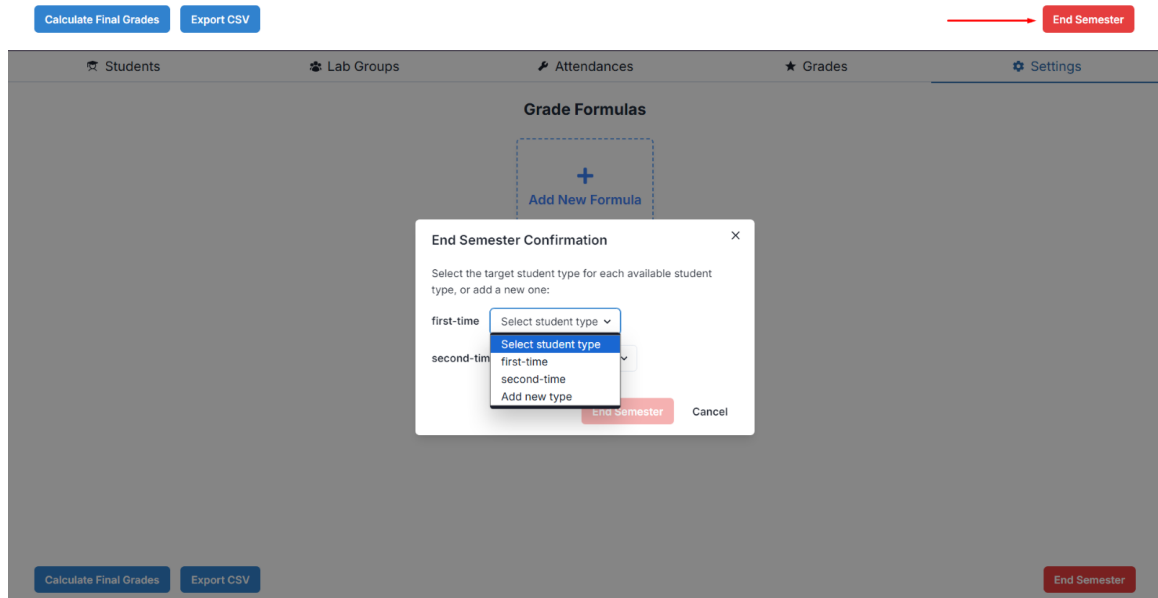 Calculate Final Grades Export CSV End Semester
Students Lab Groups Attendances Grades Settings
Grade Formulas
Add New Formula
End Semester Confirmation
Select the target student type for each available student
type, or add a new one:
first-time Select student type
Select student type
second-tim
first-time
second-time
Add new type
End Semester Cancel
Calculate Final Grades Export CSV End Semester